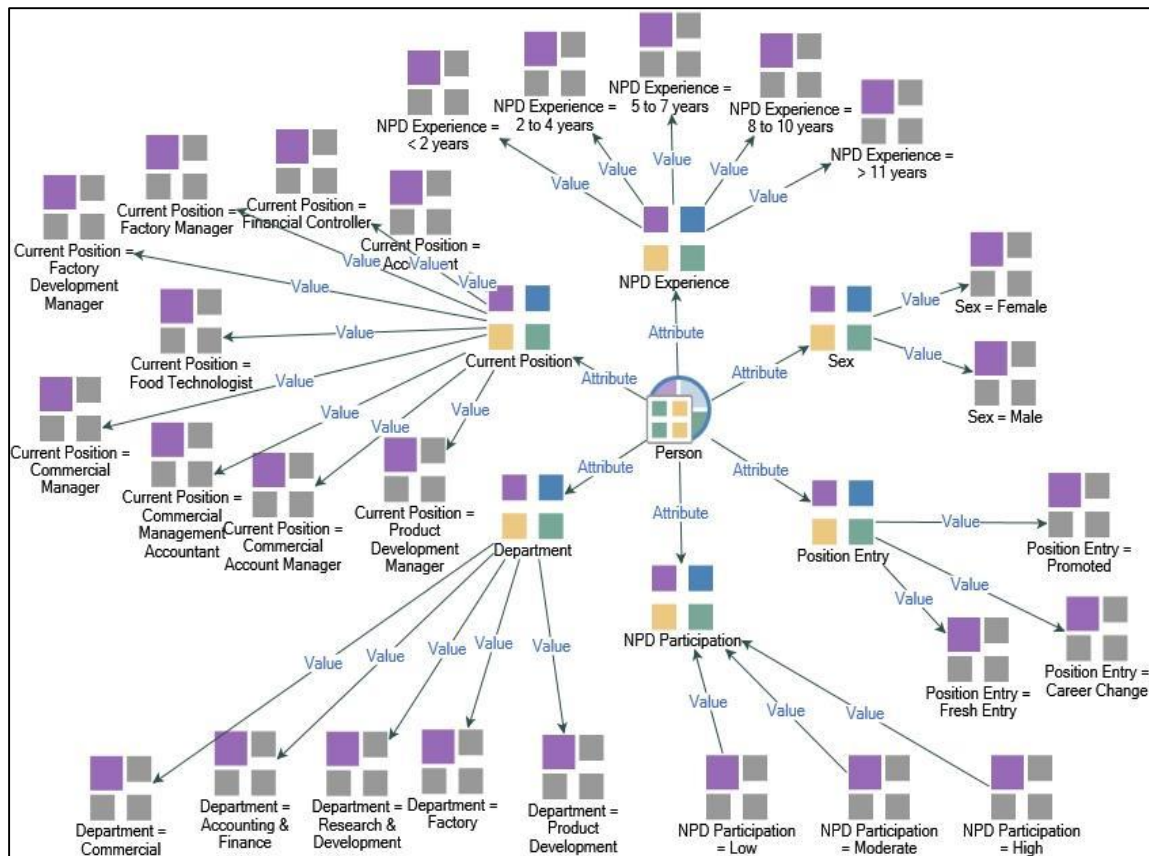 NPD Experience =
< 2 years
NPD Experience =
2 to 4 years
NPD Experience =
5 to 7 years
NPD Experience =
8 to 10 years
NPD Experience =
> 11 years
Value
Value
Value
Value
Value
NPD Experience
Current Position =
Factory Manager
Current Position =
Financial Controller
Current Position =
Accountant
Current Position =
Factory
Development
Manager
Current Position =
Food Technologist
Current Position =
Commercial
Manager
Current Position =
Commercial
Management
Accountant
Current Position =
Commercial
Account Manager
Current Position =
Product
Development
Manager
Value
Value
Value
Value
Value
Value
Value
Value
Value
Current Position
Attribute
Attribute
Attribute
Attribute
Attribute
Attribute
Person
Sex
Value
Value
Sex = Female
Sex = Male
Position Entry
Value
Value
Value
Position Entry =
Promoted
Position Entry =
Career Change
Position Entry =
Fresh Entry
Department
Value
Value
Value
Value
Value
Department =
Commercial
Department =
Accounting &
Finance
Department =
Research &
Development
Department =
Factory
Department =
Product
Development
NPD Participation
Value
Value
Value
NPD Participation
= Low
NPD Participation
= Moderate
NPD Participation
= High